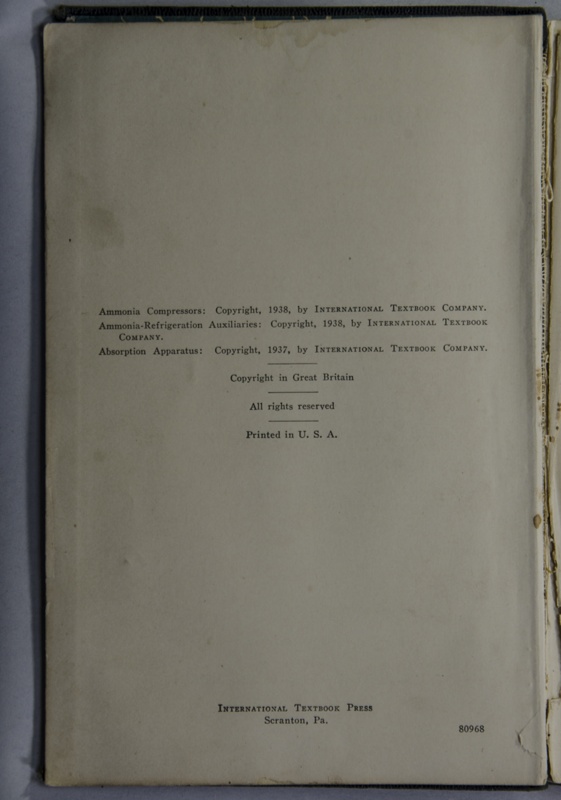 Ammonia Compressors: Copyright, 1938, by INTERNATIONAL TEXTBOOK COMPANY.
Ammonia-Refrigeration Auxiliaries: Copyright, 1938, by INTERNATIONAL TEXTBOOK
COMPANY.
Absorption Apparatus: Copyright, 1937, by INTERNATIONAL TEXTBOOK COMPANY.
Copyright in Great Britain
All rights reserved
Printed in U. S. A.
INTERNATIONAL TEXTBOOK PRESS
Scranton, Pa.
80968